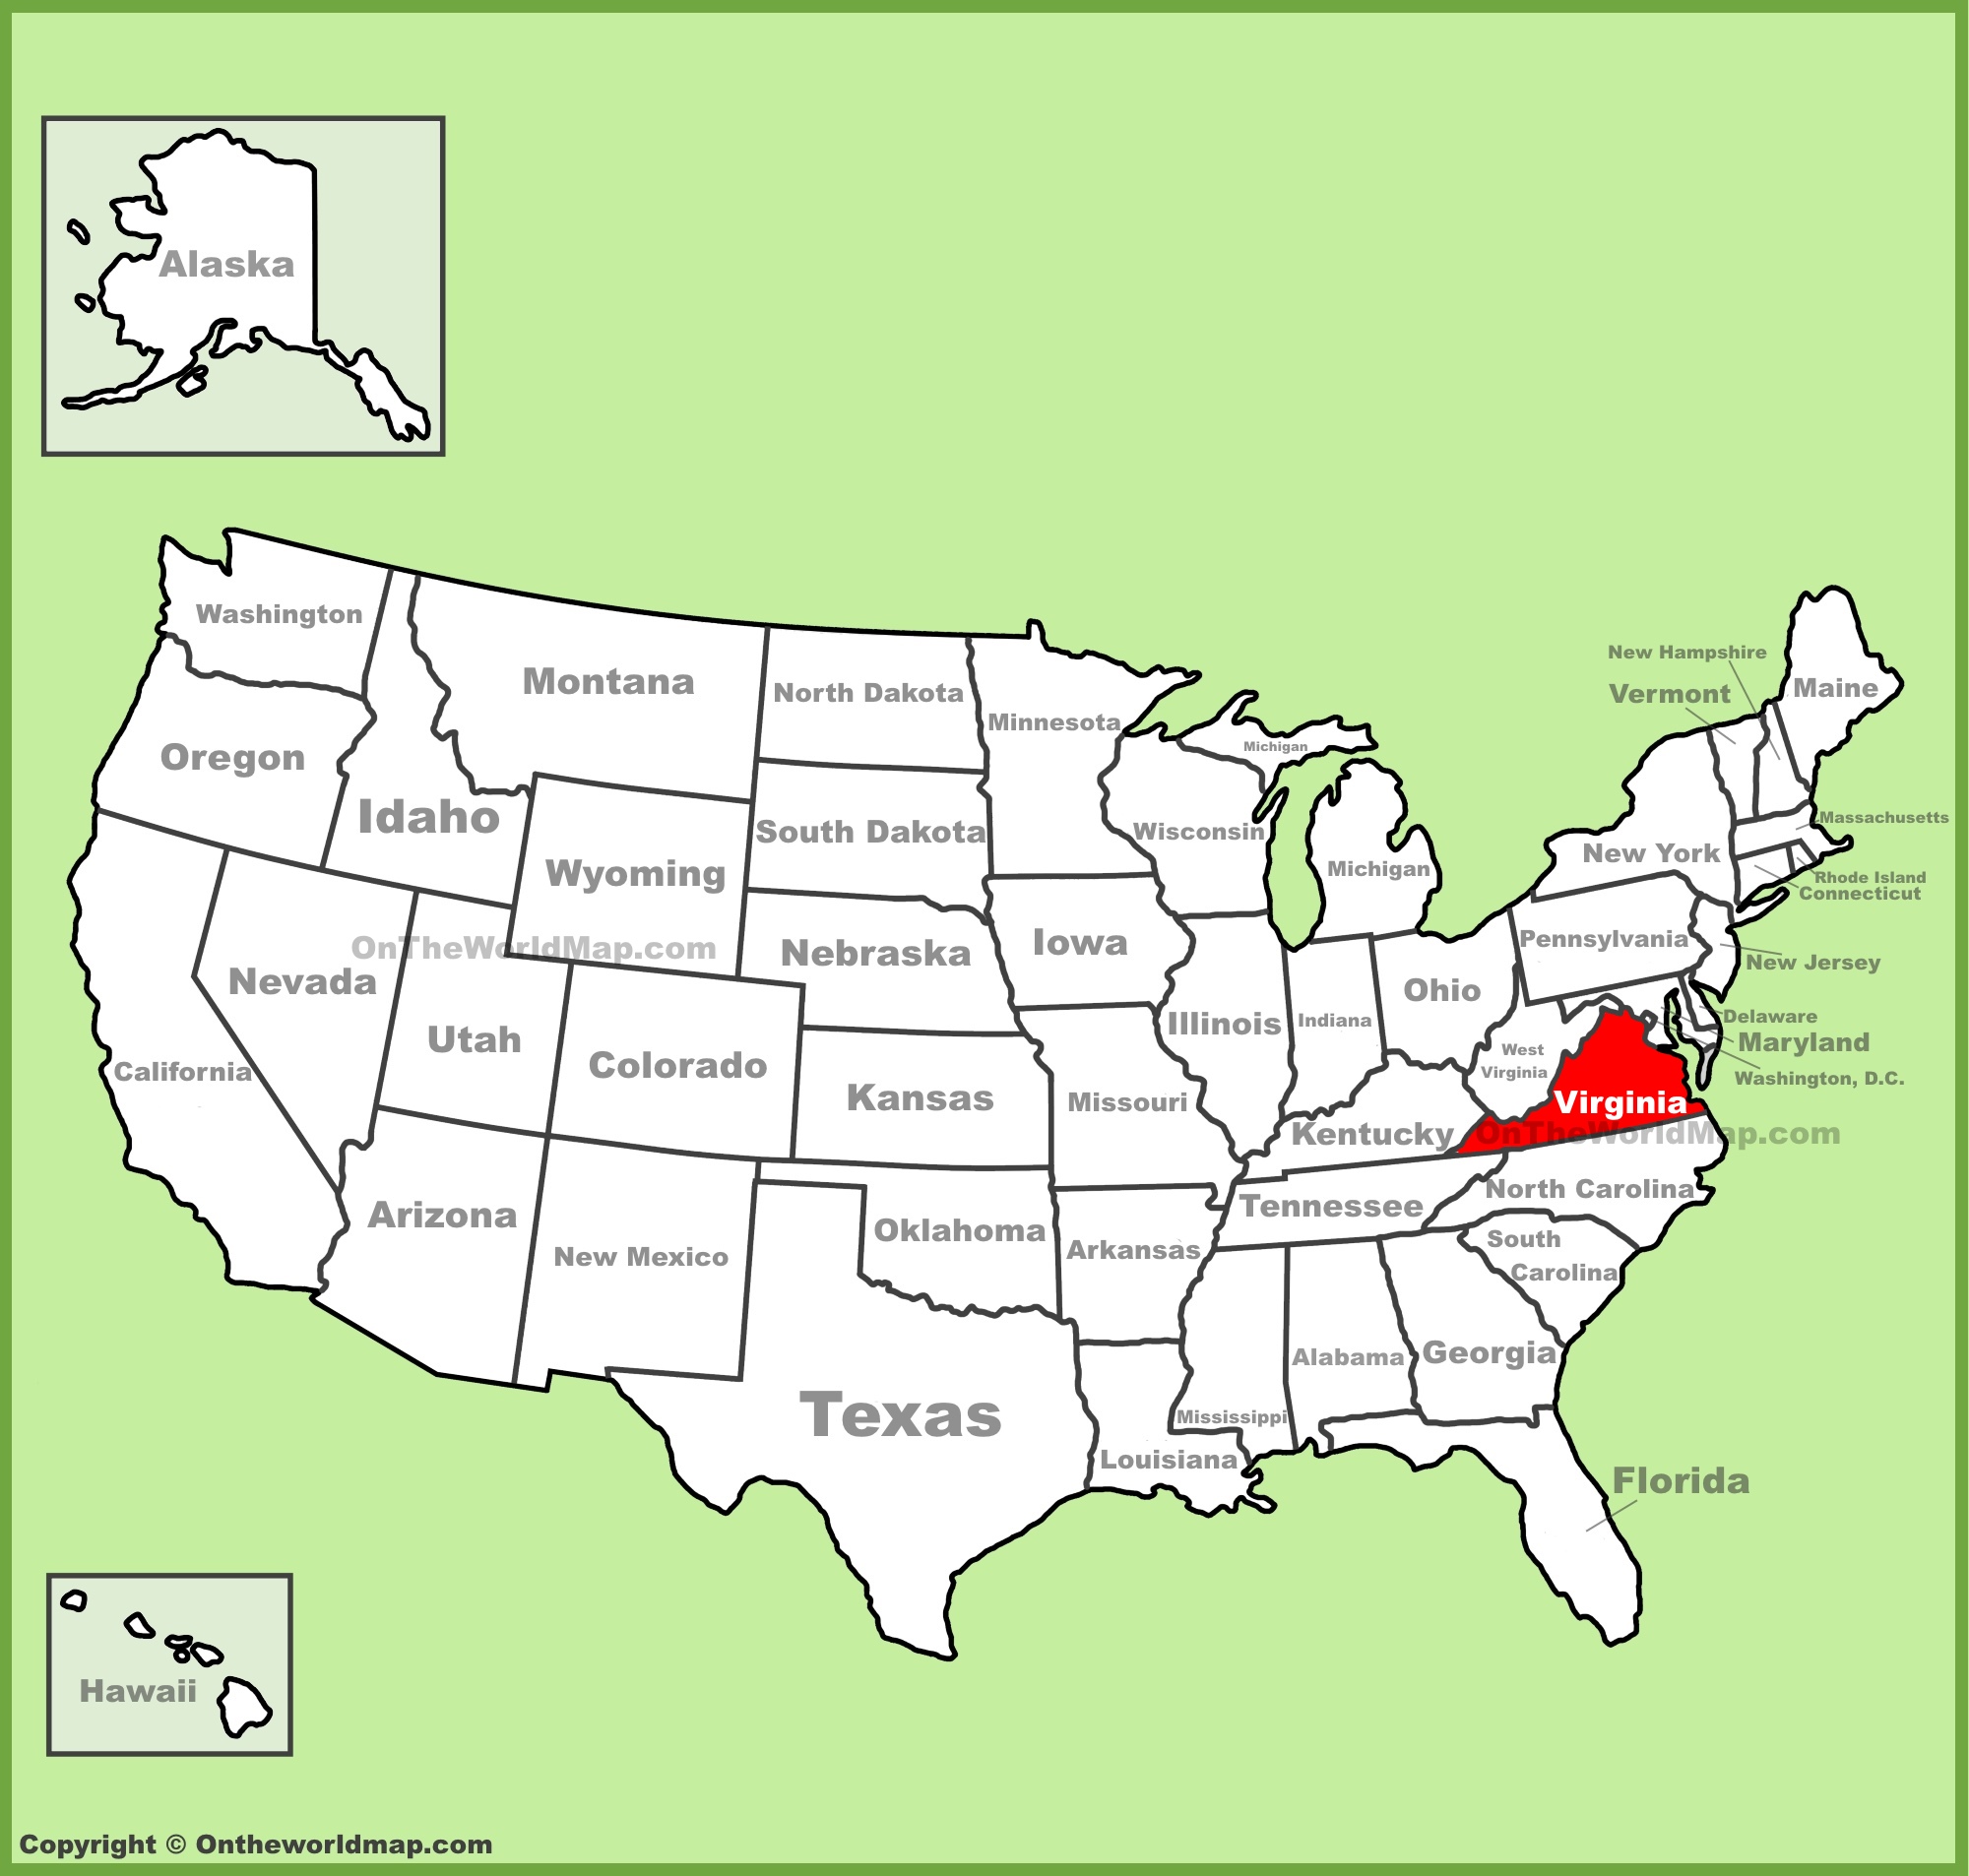 Alaska
Washington
Montana
North Dakota
Minnesota
Michigan
New Hampshire
Vermont
Maine
Oregon
Idaho
Wyoming
South Dakota
Wisconsin
Michigan
New York
Massachusetts
Rhode Island
Connecticut
OnTheWorldMap.com
Nevada
Nebraska
Iowa
Pennsylvania
New Jersey
Utah
Colorado
Illinois
Indiana
Ohio
Delaware
Maryland
Washington, D.C.
California
Kansas
Missouri
West
Virginia
Virginia
Kentucky
OnTheWorldMap.com
Arizona
New Mexico
Oklahoma
Arkansas
Tennessee
North Carolina
South
Carolina
Texas
Louisiana
Mississippi
Alabama
Georgia
Florida
Hawaii
Copyright © Ontheworldmap.com